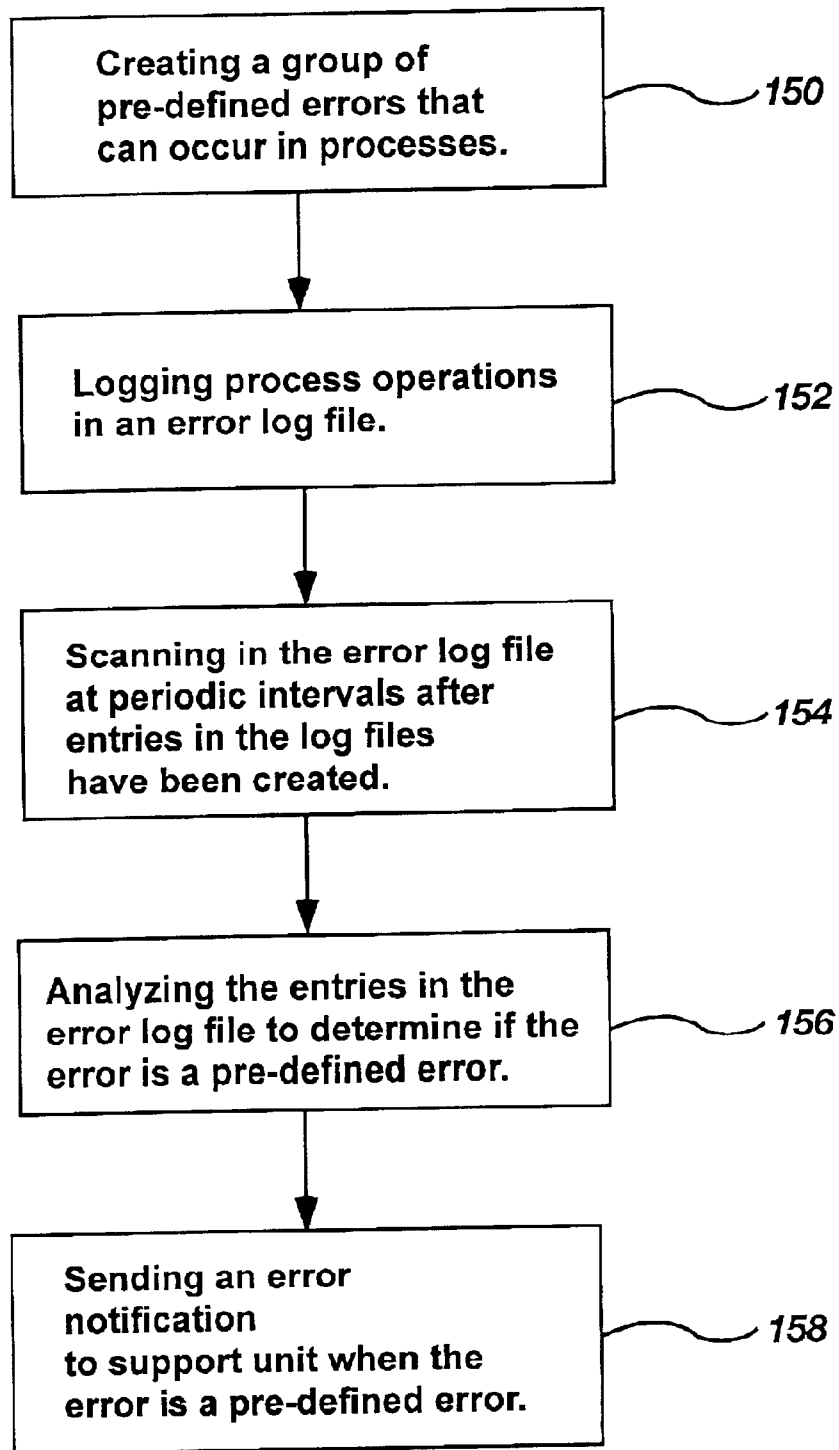 Creating a group of
pre-defined errors that
can occur in processes.
150
Logging process operations
in an error log file.
152
Scanning in the error log file
at periodic intervals after
entries in the log files
have been created.
154
Analyzing the entries in the
error log file to determine if the
error is a pre-defined error.
156
Sending an error
notification
to support unit when the
error is a pre-defined error.
158